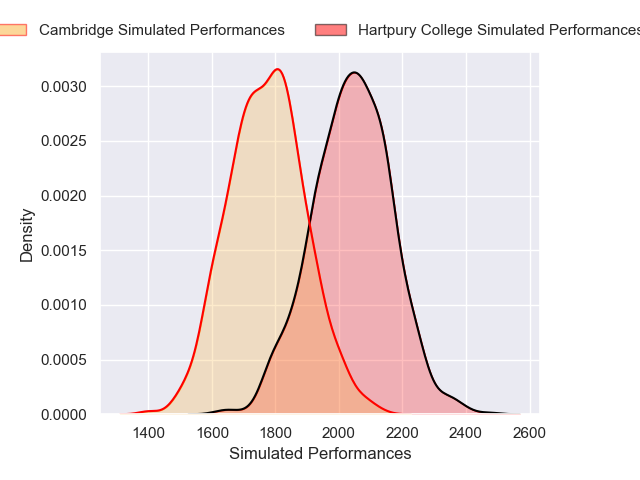 Cambridge Simulated Performances Hartpury College Simulated Performances
0.0030
0.0025
0.0020
0.0015
0.0010
0.0005
0.0000
Density
1400 1600 1800 2000 2200 2400 2600
Simulated Performances